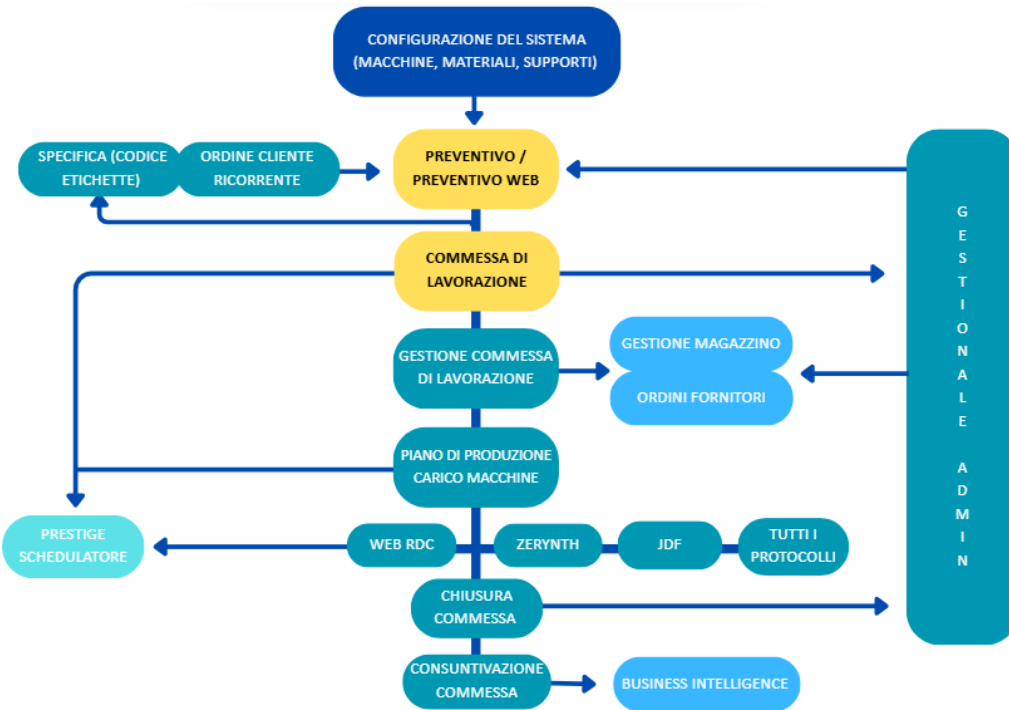 CONFIGURAZIONE DEL SISTEMA
(MACCHINE, MATERIALI, SUPPORTI)
SPECIFICA (CODICE
ETICHETTE)
ORDINE CLIENTE
RICORRENTE
PREVENTIVO /
PREVENTIVO WEB
COMMESSA DI
LAVORAZIONE
GESTIONE COMMESSA
DI LAVORAZIONE
GESTIONE MAGAZZINO
ORDINI FORNITORI
PIANO DI PRODUZIONE
CARICO MACCHINE
PRESTIGE
SCHEDULATORE
WEB RDC
ZERYNTH
JDF
TUTTI I
PROTOCOLLI
CHIUSURA
COMMESSA
CONSUNTIVAZIONE
COMMESSA
BUSINESS INTELLIGENCE
GESTIONALE ADMIN